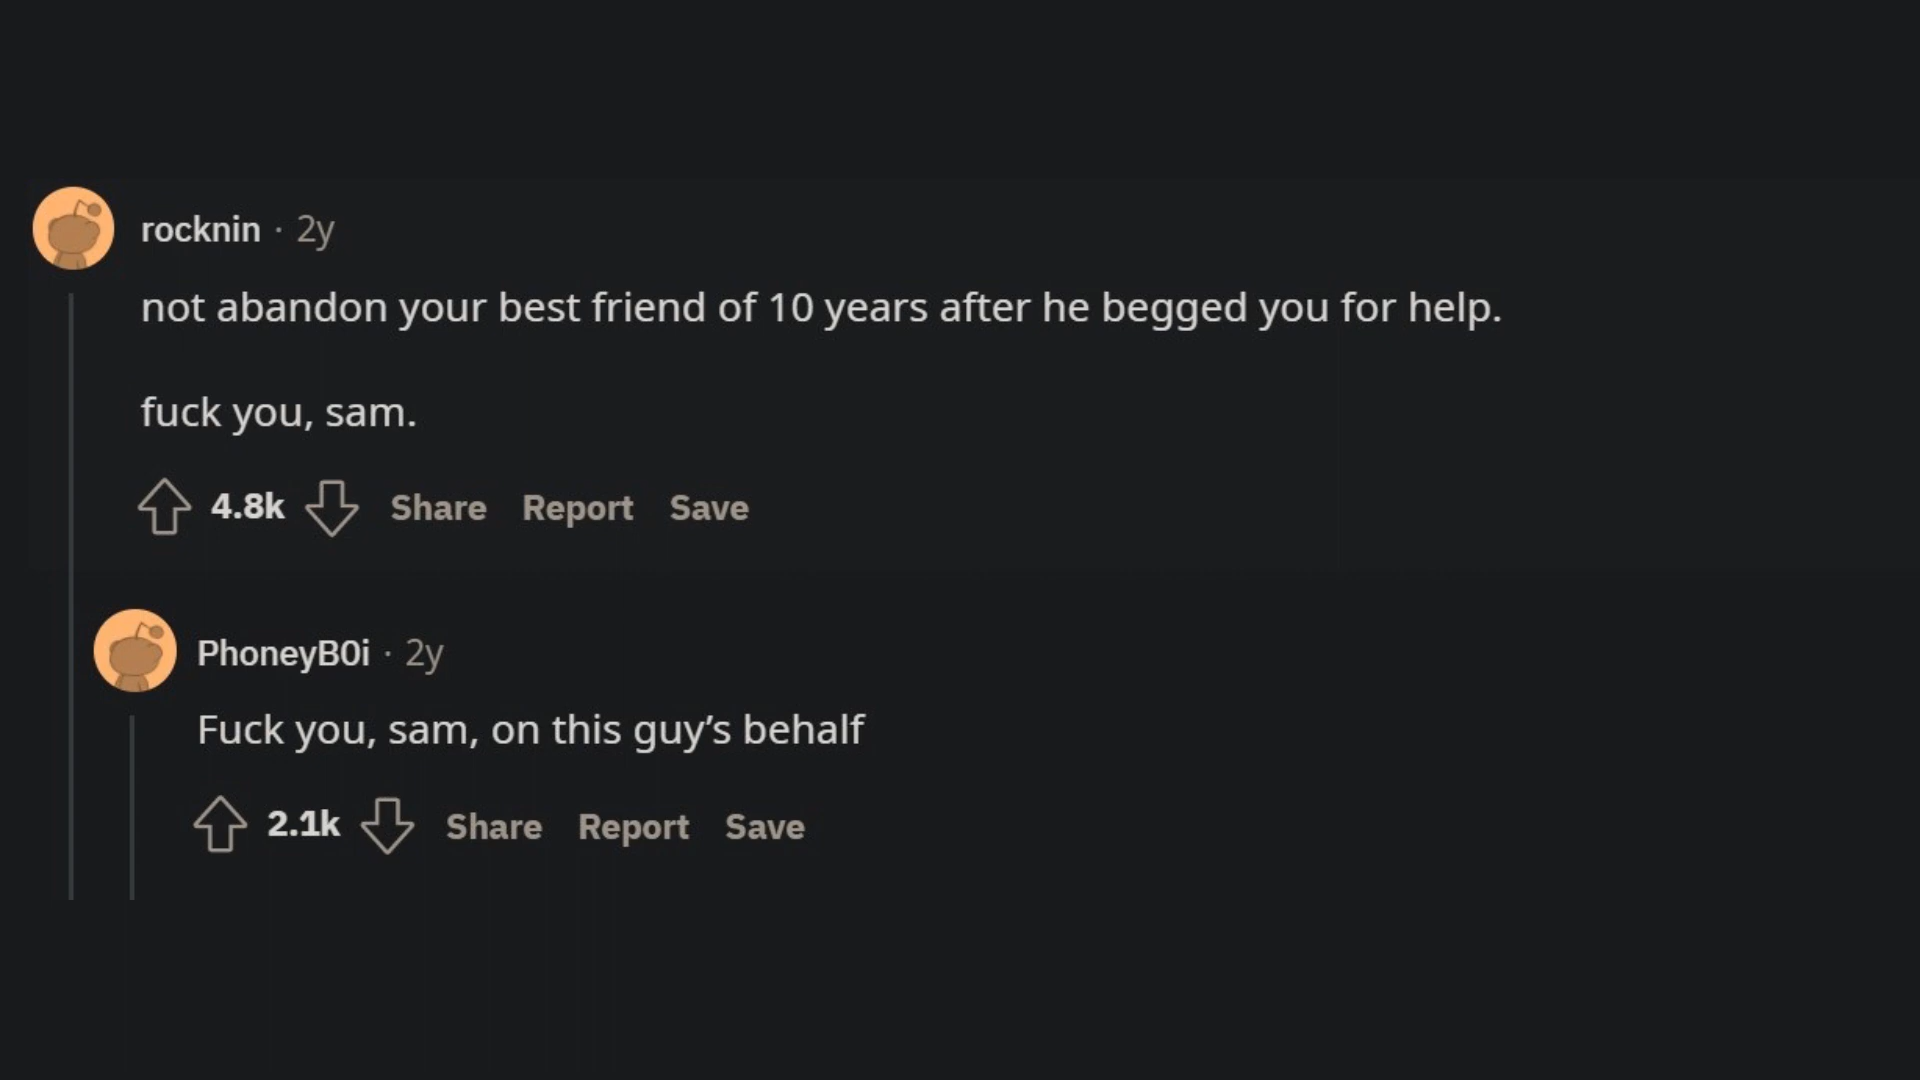 rocknin · 2y
not abandon your best friend of 10 years after he begged you for help.
fuck you, sam.
4.8k Share Report Save
PhoneyB0i · 2y
Fuck you, sam, on this guy’s behalf
2.1k Share Report Save